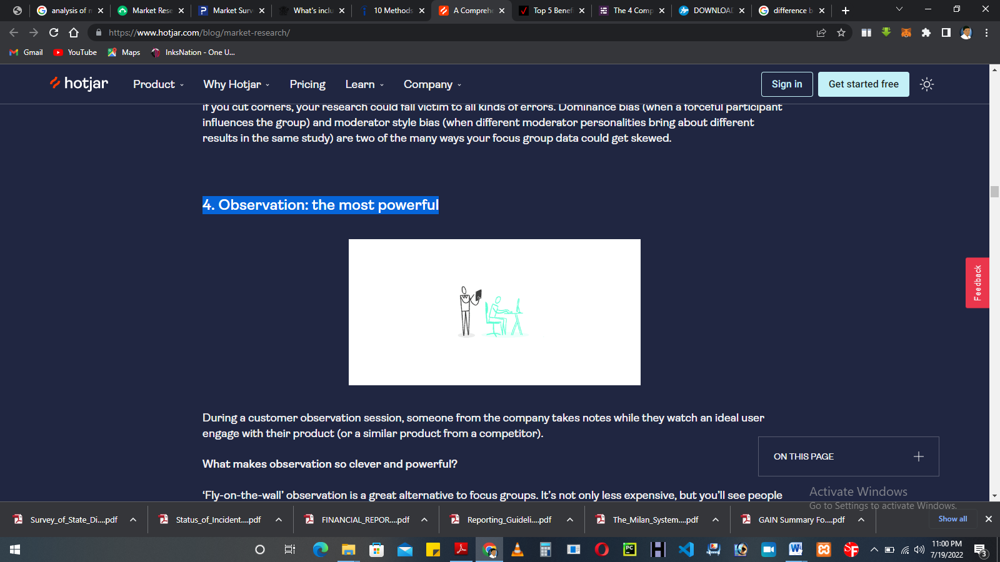 analysis of n
Market Rese
Market Surv
What's inclu
10 Methods
A Comprehe
Top 5 Benef
The 4 Comp
DOWNLOAD
difference b
https://www.hotjar.com/blog/market-research/
Gmail
YouTube
Maps
InksNation - One U...
hotjar
Product
Why Hotjar
Pricing
Learn
Company
Sign in
Get started free
If you cut corners, your research could fall victim to all kinds of errors. Dominance bias (when a forceful participant
influences the group) and moderator style bias (when different moderator personalities bring about different
results in the same study) are two of the many ways your focus group data could get skewed.
4. Observation: the most powerful
Feedback
During a customer observation session, someone from the company takes notes while they watch an ideal user
engage with their product (or a similar product from a competitor).
What makes observation so clever and powerful?
‘Fly-on-the-wall’ observation is a great alternative to focus groups. It’s not only less expensive, but you’ll see people
ON THIS PAGE
Activate Windows
Go to Settings to activate Windows.
Survey_of_State_Di....pdf
Status_of_Incident....pdf
FINANCIAL_REPOR....pdf
Reporting_Guideli....pdf
The_Milan_System....pdf
GAIN Summary Fo....pdf
Show all
11:00 PM
7/19/2022
3